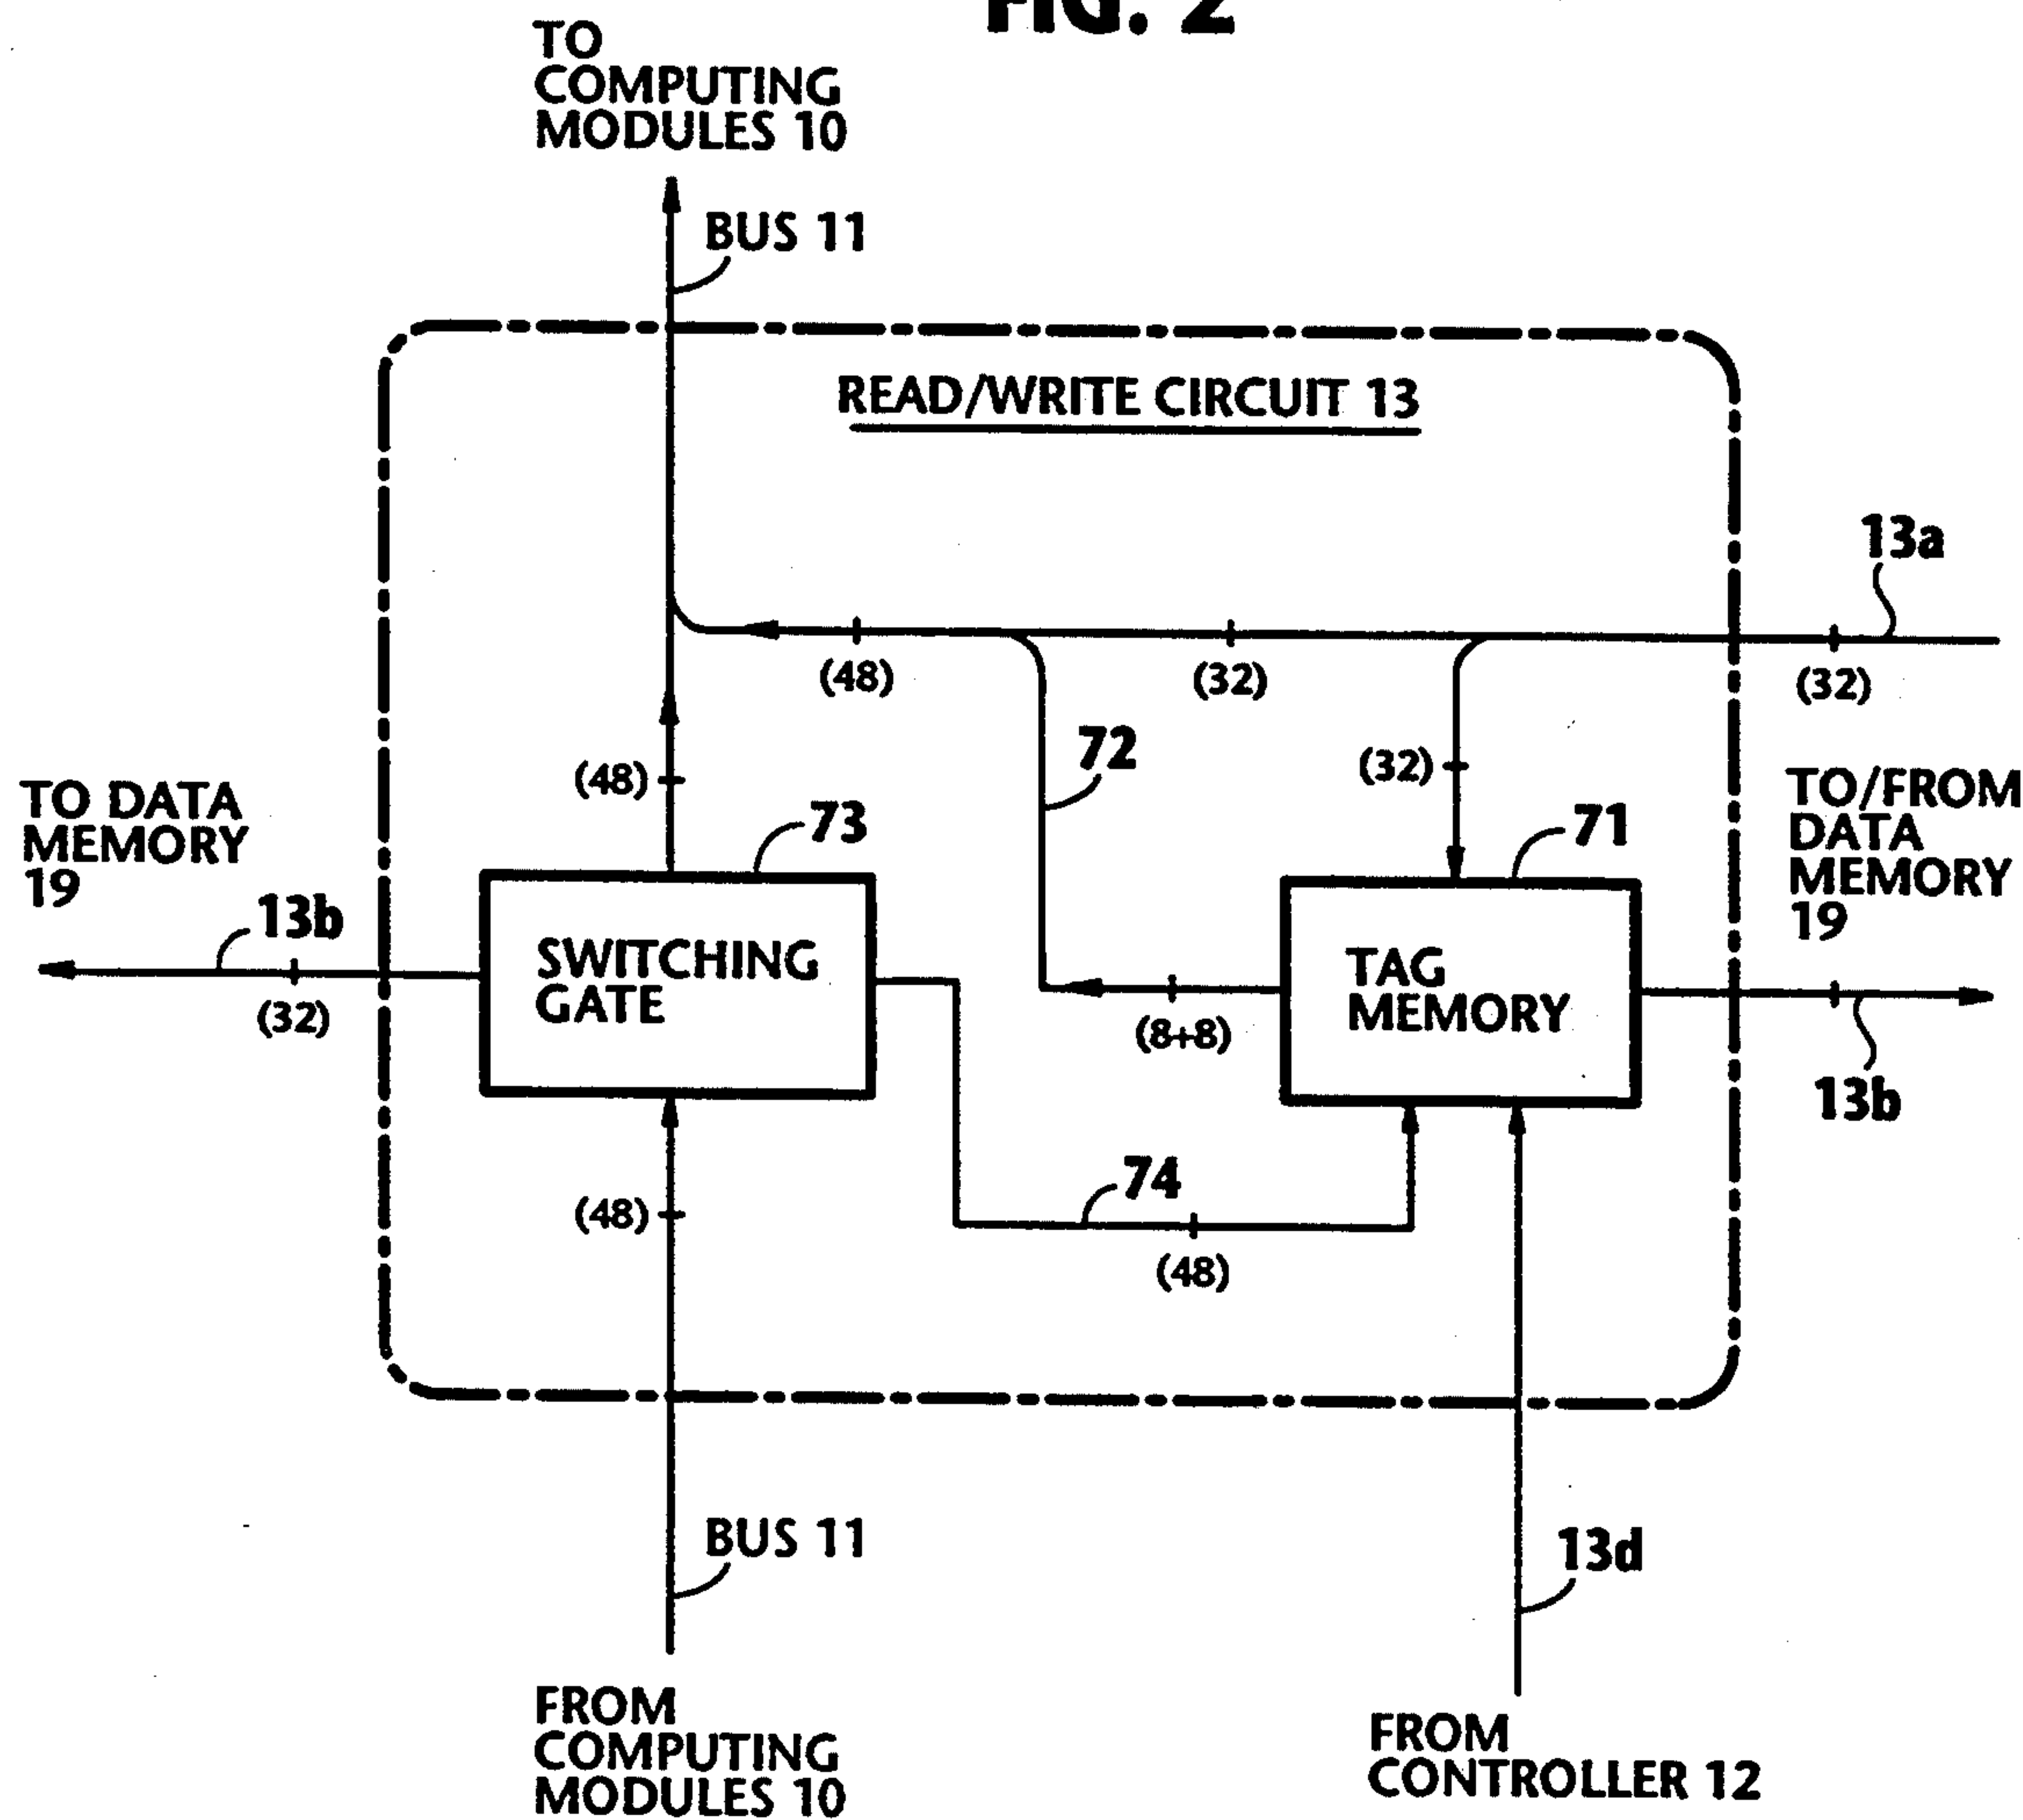 FIG. 2
TO
COMPUTING
MODULES 10
BUS 11
READ/WRITE CIRCUIT 13
13a
(48)
(32)
(32)
72
(32)
(48)
TO DATA
MEMORY
19
73
71
TO/FROM
DATA
MEMORY
19
13b
(32)
SWITCHING
GATE
TAG
MEMORY
(8+8)
13b
74
(48)
(48)
BUS 11
13d
FROM
COMPUTING
MODULES 10
FROM
CONTROLLER 12